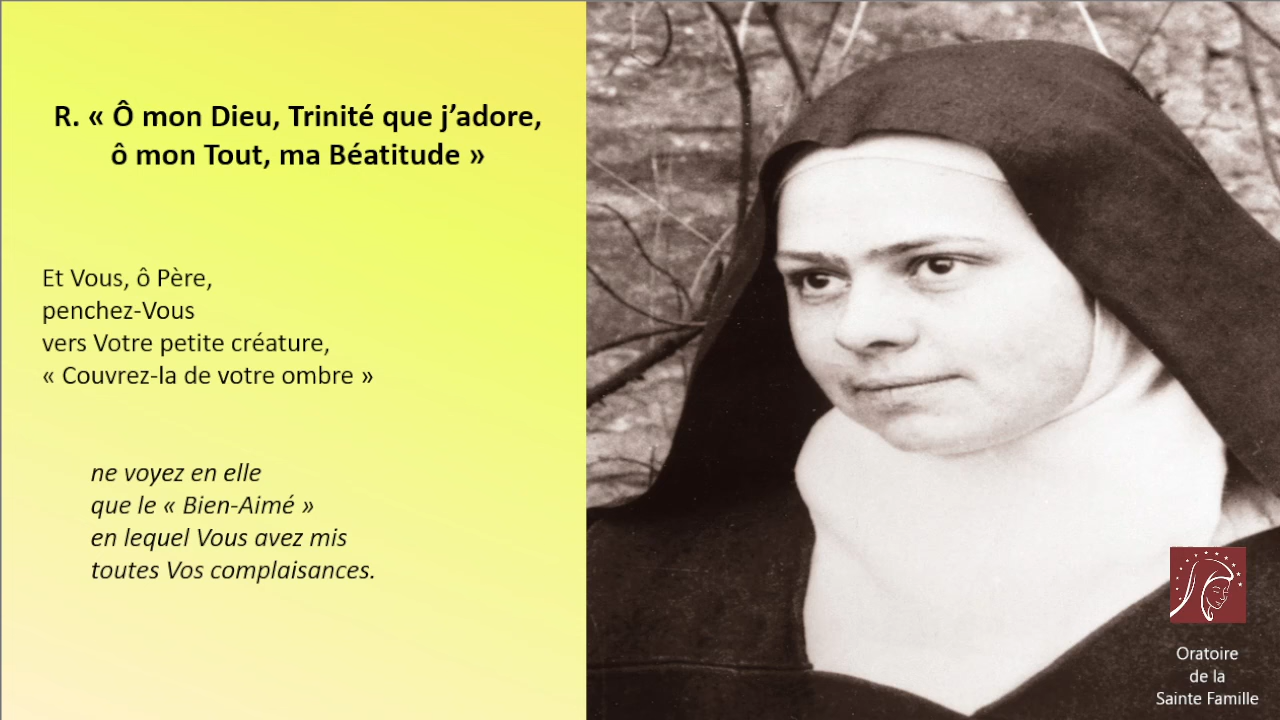 R. « Ô mon Dieu, Trinité que j’adore,
ô mon Tout, ma Béatitude »
Et Vous, ô Père,
penchez-Vous
vers Votre petite créature,
« Couvrez-la de votre ombre »
ne voyez en elle
que le « Bien-Aimé »
en lequel Vous avez mis
toutes Vos complaisances.
Oratoire
de la
Sainte Famille